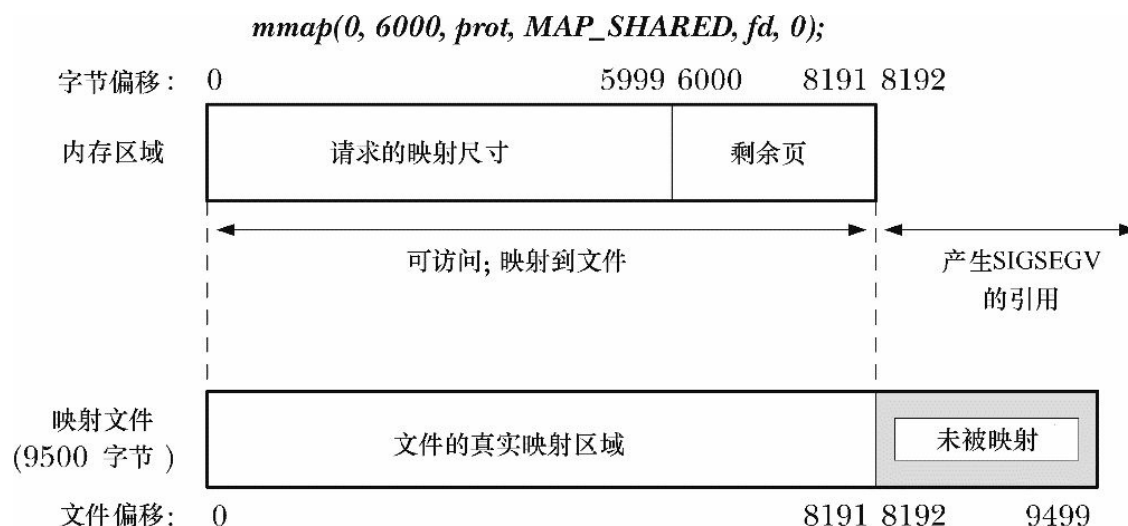 mmap(0, 6000, prot, MAP_SHARED, fd, 0);
字节偏移： 0 5999 6000 8191 8192
内存区域 请求的映射尺寸 剩余页
可访问; 映射到文件 产生SIGSEGV
的引用
映射文件
(9500 字节 ) 文件的真实映射区域 未被映射
文件偏移: 0 8191 8192 9499